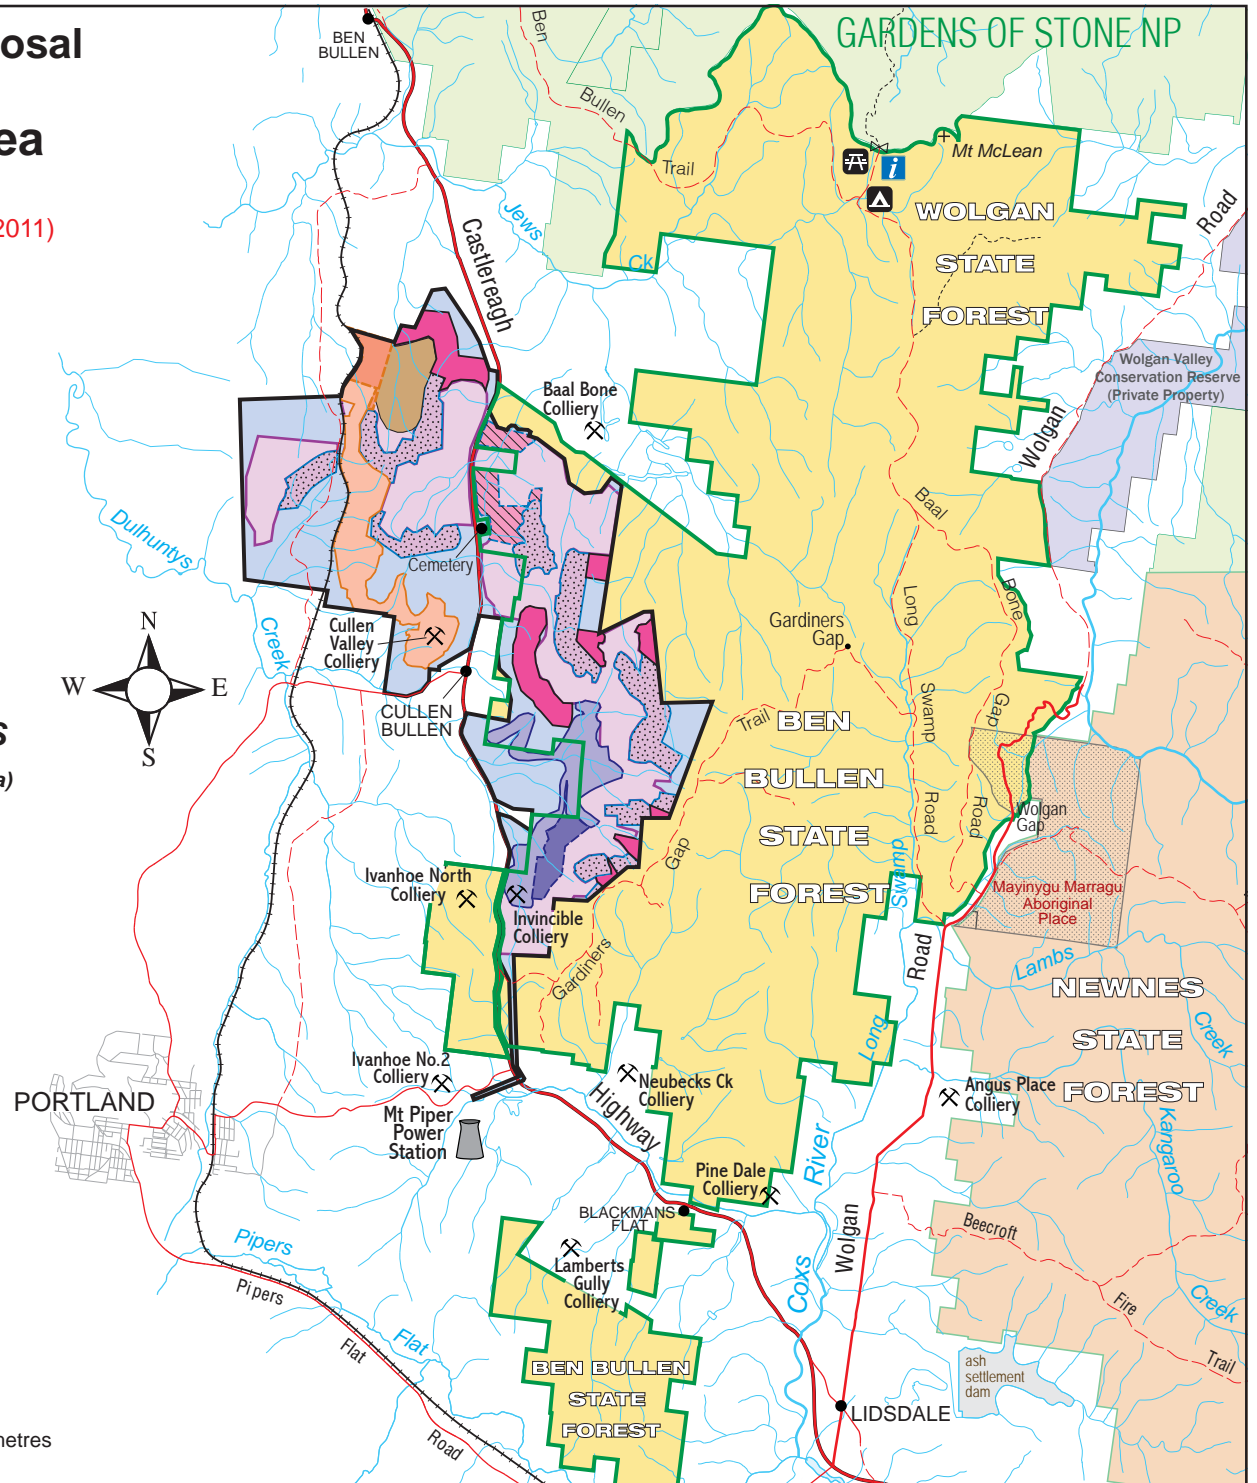 osal
ea
2011)
S
a)
netres
BEN
BULLEN
Ben
Bullen
Trail
GARDENS OF STONE NP
Mt McLean
i
WOLGAN
STATE
FOREST
Road
Wolgan
Wolgan Valley
Conservation Reserve
(Private Property)
Jews
Ck
Castlereagh
Baal Bone
Colliery
Baal
Bone
Gap
Road
Long
Swamp
Road
Dulhuntys
Creek
Cemetery
Cullen
Valley
Colliery
CULLEN
BULLEN
N
W
E
S
Gardiners
Gap
Trail
Gap
Gardiners
BEN
BULLEN
STATE
FOREST
Wolgan
Gap
Mayinygu Marragu
Aboriginal
Place
Swamp
Long
Road
Lambs
Creek
NEWNES
STATE
FOREST
Ivanhoe North
Colliery
Invincible
Colliery
Ivanhoe No.2
Colliery
Mt Piper
Power
Station
PORTLAND
Neubecks Ck
Colliery
Highway
Angus Place
Colliery
Kangaroo
Creek
Pine Dale
Colliery
River
Coxs
Wolgan
BLACKMANS
FLAT
Lamberts
Gully
Colliery
Beecroft
Fire
Trail
Pipers
Flat
Pipers
Flat
Road
BEN BULLEN
STATE
FOREST
ash
settlement
dam
LIDSDALE